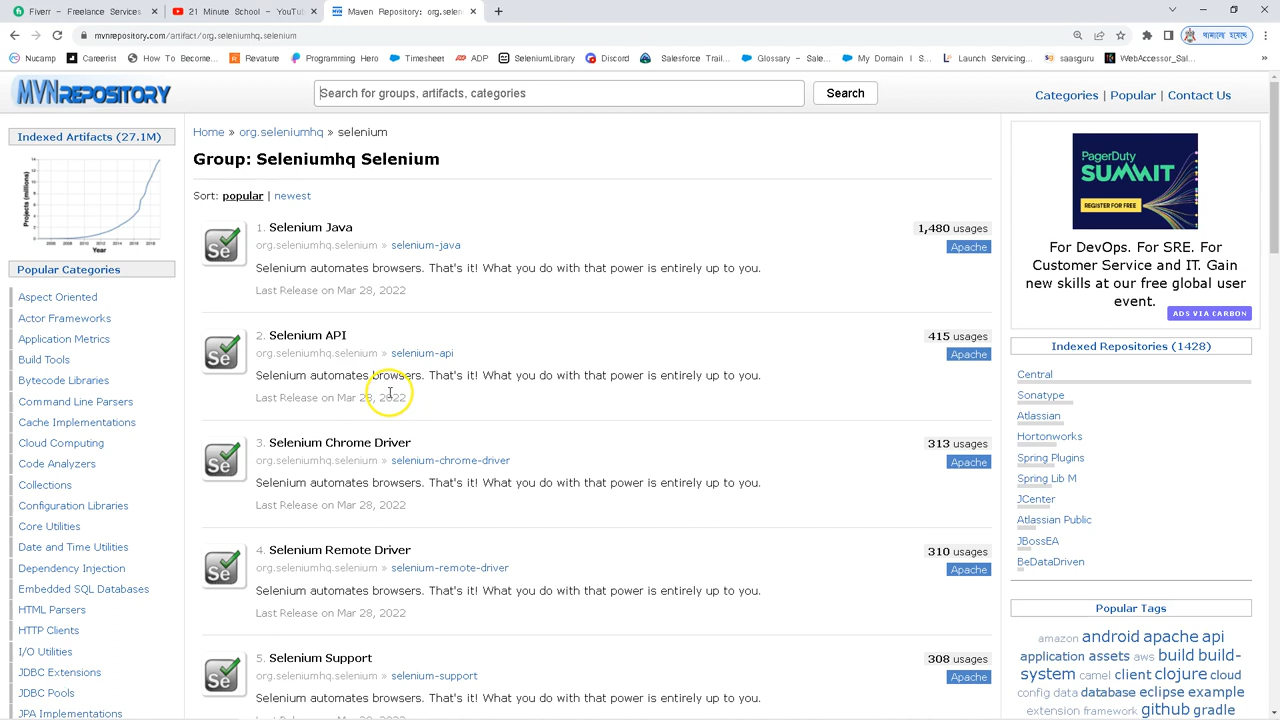 Fiverr - Freelance Services
21 Minute School - YouTu
Maven Repository: org.selen
mvnrepository.com/artifact/org.seleniumhq.selenium
Nucamp
Careerist
How To Become...
Revature
Programming Hero
Timesheet
ADP
SeleniumLibrary
Discord
Salesforce Trail...
Glossary - Sale...
My Domain | S...
Launch Servicing...
saasguru
WebAccessor_Sal...
MVNREPOSITORY
Search for groups, artifacts, categories
Search
Categories | Popular | Contact Us
Indexed Artifacts (27.1M)
Projects (millions)
Year
Popular Categories
Aspect Oriented
Actor Frameworks
Application Metrics
Build Tools
Bytecode Libraries
Command Line Parsers
Cache Implementations
Cloud Computing
Code Analyzers
Collections
Configuration Libraries
Core Utilities
Date and Time Utilities
Dependency Injection
Embedded SQL Databases
HTML Parsers
HTTP Clients
I/O Utilities
JDBC Extensions
JDBC Pools
JPA Implementations
Home » org.seleniumhq » selenium
Group: Seleniumhq Selenium
Sort: popular | newest
1. Selenium Java
1,480 usages
org.seleniumhq.selenium » selenium-java
Apache
Selenium automates browsers. That's it! What you do with that power is entirely up to you.
Last Release on Mar 28, 2022
2. Selenium API
415 usages
org.seleniumhq.selenium » selenium-api
Apache
Selenium automates browsers. That's it! What you do with that power is entirely up to you.
Last Release on Mar 28, 2022
3. Selenium Chrome Driver
313 usages
org.seleniumhq.selenium » selenium-chrome-driver
Apache
Selenium automates browsers. That's it! What you do with that power is entirely up to you.
Last Release on Mar 28, 2022
4. Selenium Remote Driver
310 usages
org.seleniumhq.selenium » selenium-remote-driver
Apache
Selenium automates browsers. That's it! What you do with that power is entirely up to you.
Last Release on Mar 28, 2022
5. Selenium Support
308 usages
org.seleniumhq.selenium » selenium-support
Apache
Selenium automates browsers. That's it! What you do with that power is entirely up to you.
PagerDuty
SUMMIT
REGISTER FOR FREE
For DevOps. For SRE. For
Customer Service and IT. Gain
new skills at our free global user
event.
ADS VIA CARBON
Indexed Repositories (1428)
Central
Sonatype
Atlassian
Hortonworks
Spring Plugins
Spring Lib M
JCenter
Atlassian Public
JBossEA
BeDataDriven
Popular Tags
amazon android apache api
application assets aws build build-
system camel client clojure cloud
config data database eclipse example
extension framework github gradle